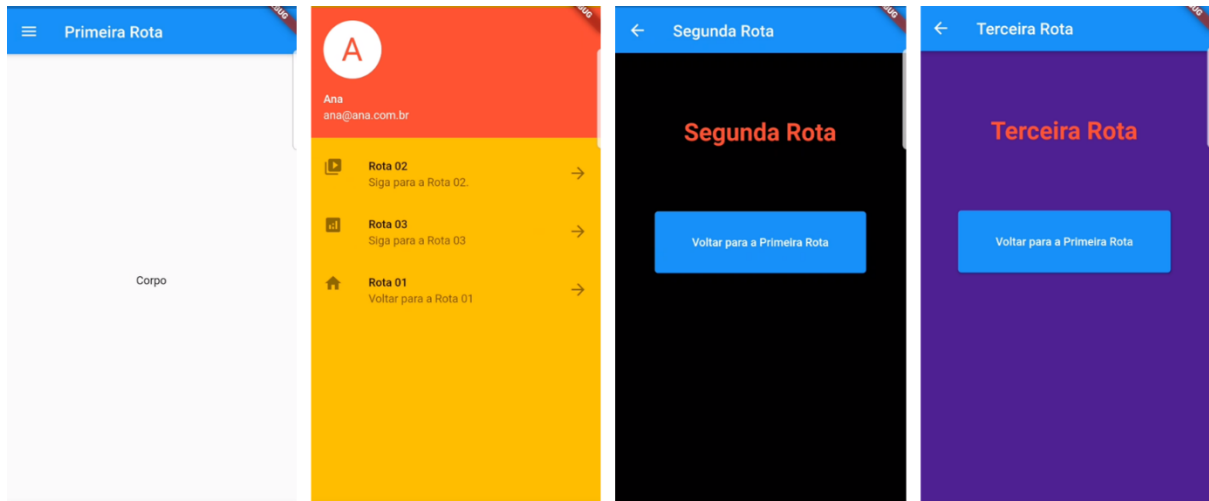 Primeira Rota
Corpo
A
Ana
ana@ana.com.br
Rota 02
Siga para a Rota 02.
Rota 03
Siga para a Rota 03
Rota 01
Voltar para a Rota 01
Segunda Rota
Segunda Rota
Voltar para a Primeira Rota
Terceira Rota
Terceira Rota
Voltar para a Primeira Rota